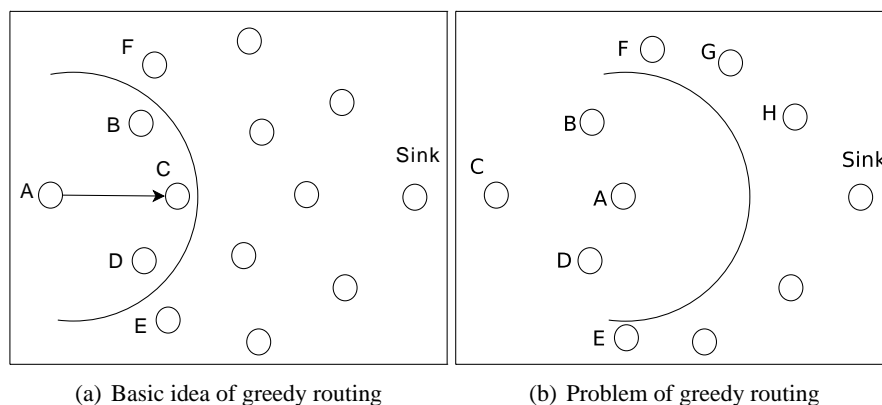 F
B
C
Sink
A
D
E
(a) Basic idea of greedy routing
F
G
B
H
C
Sink
A
D
E
(b) Problem of greedy routing